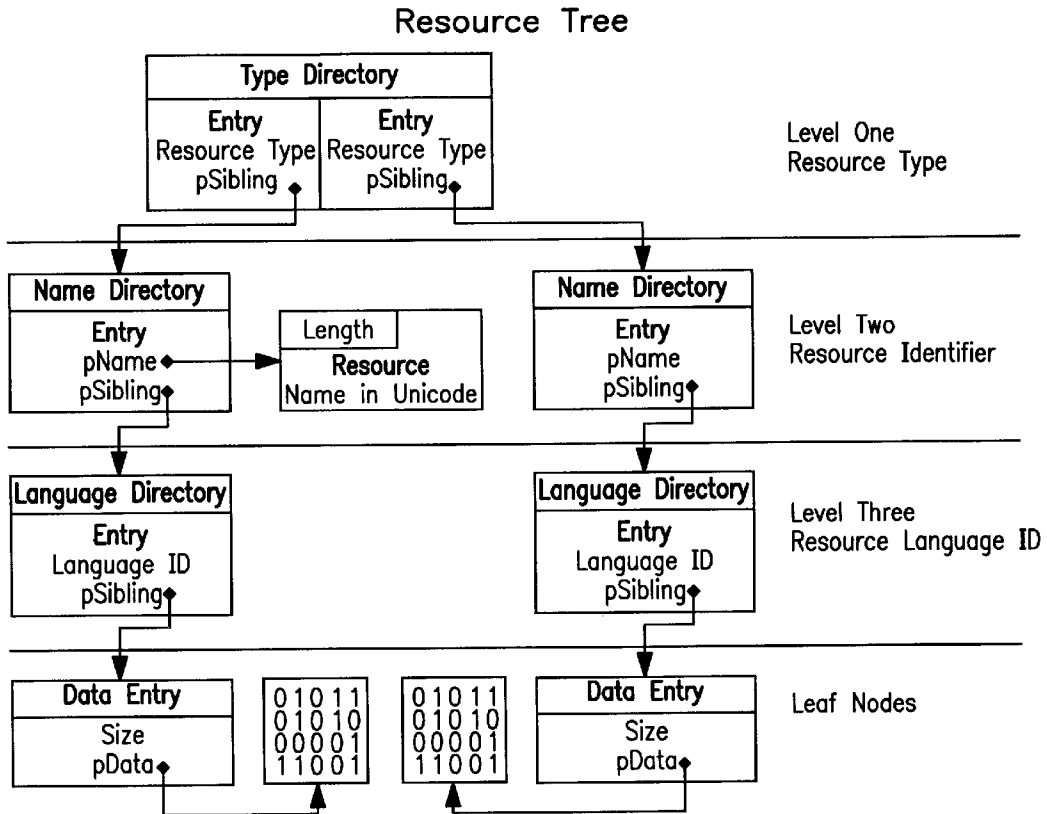 Resource Tree
Type Directory
Entry
Resource Type
pSibling
Entry
Resource Type
pSibling
Level One
Resource Type
Name Directory
Entry
pName
pSibling
Length
Resource
Name in Unicode
Name Directory
Entry
pName
pSibling
Level Two
Resource Identifier
Language Directory
Entry
Language ID
pSibling
Language Directory
Entry
Language ID
pSibling
Level Three
Resource Language ID
Data Entry
Size
pData
01011
01010
00001
11001
01011
01010
00001
11001
Data Entry
Size
pData
Leaf Nodes